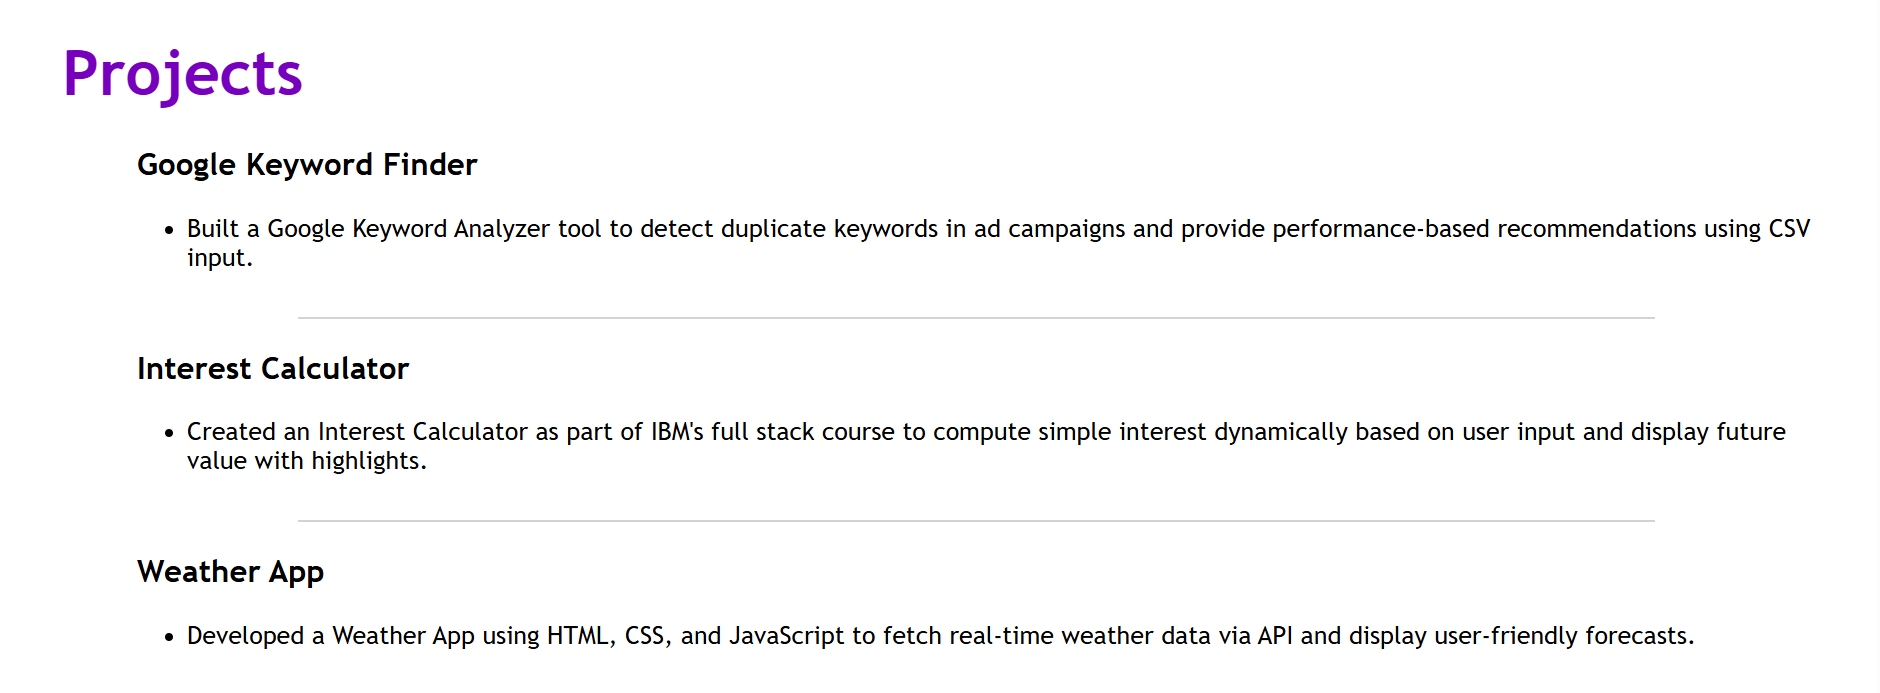 Projects
Google Keyword Finder
• Built a Google Keyword Analyzer tool to detect duplicate keywords in ad campaigns and provide performance-based recommendations using CSV
input.
Interest Calculator
• Created an Interest Calculator as part of IBM's full stack course to compute simple interest dynamically based on user input and display future
value with highlights.
Weather App
• Developed a Weather App using HTML, CSS, and JavaScript to fetch real-time weather data via API and display user-friendly forecasts.